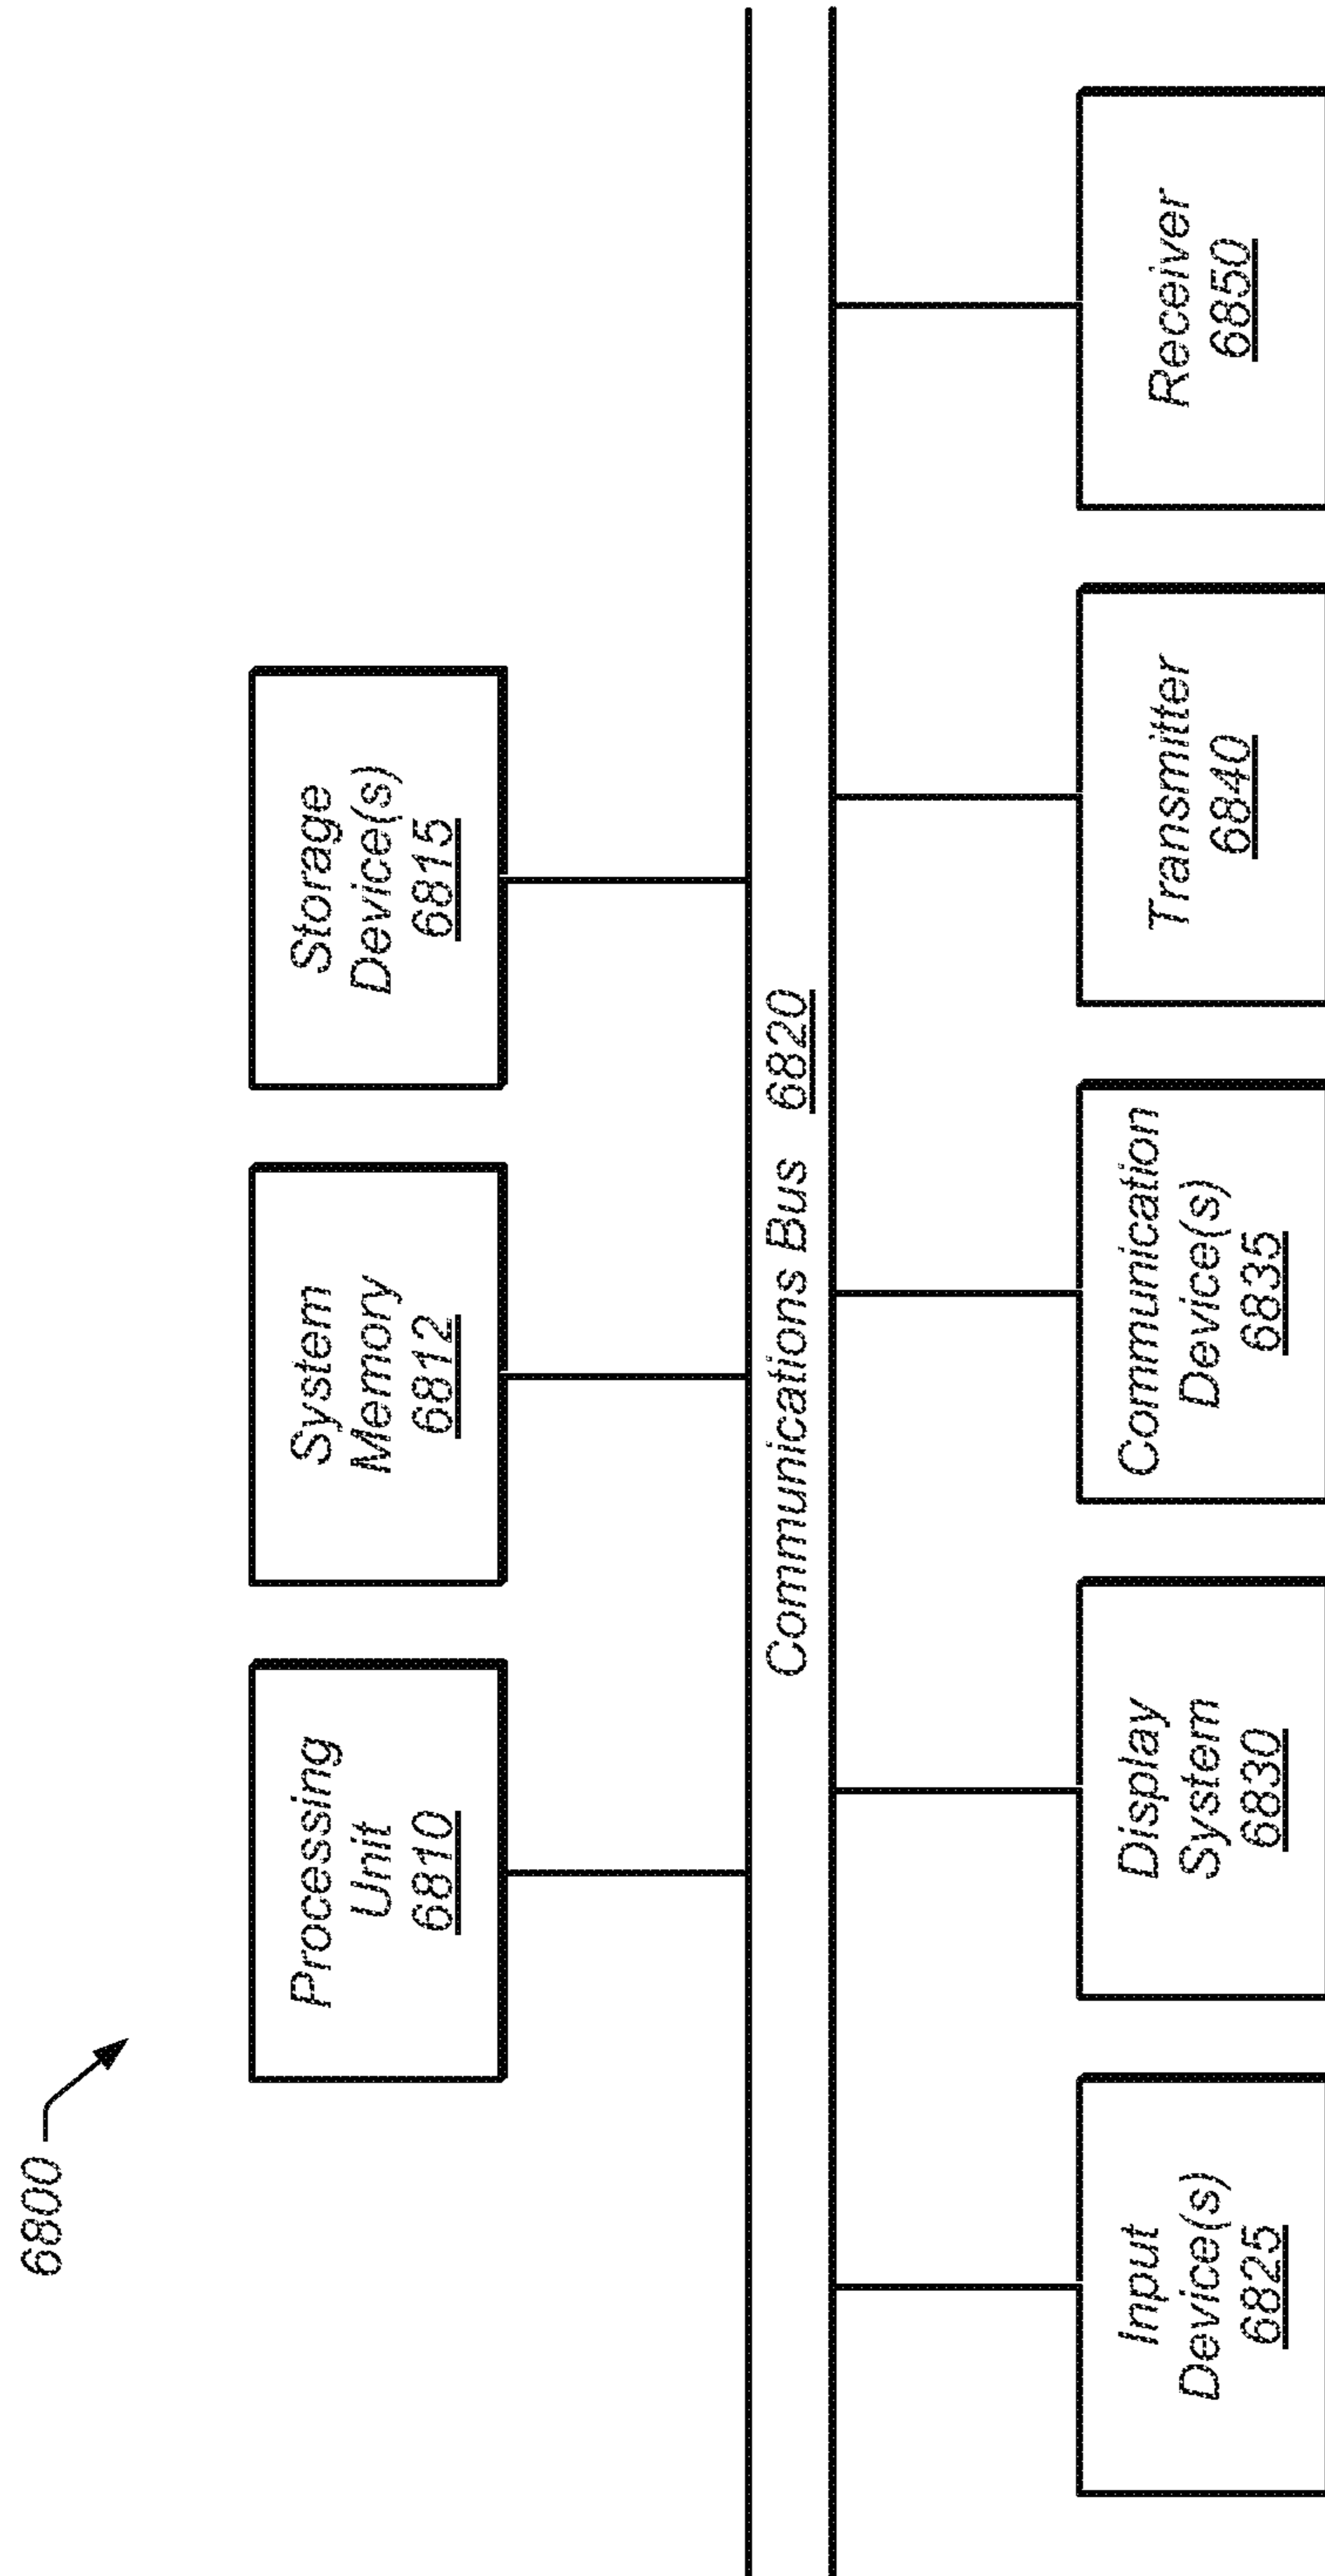 6800
Processing
Unit
6810
System
Memory
6812
Storage
Device(s)
6815
Communications Bus 6820
Input
Device(s)
6825
Display
System
6830
Communication
Device(s)
6835
Transmitter
6840
Receiver
6850